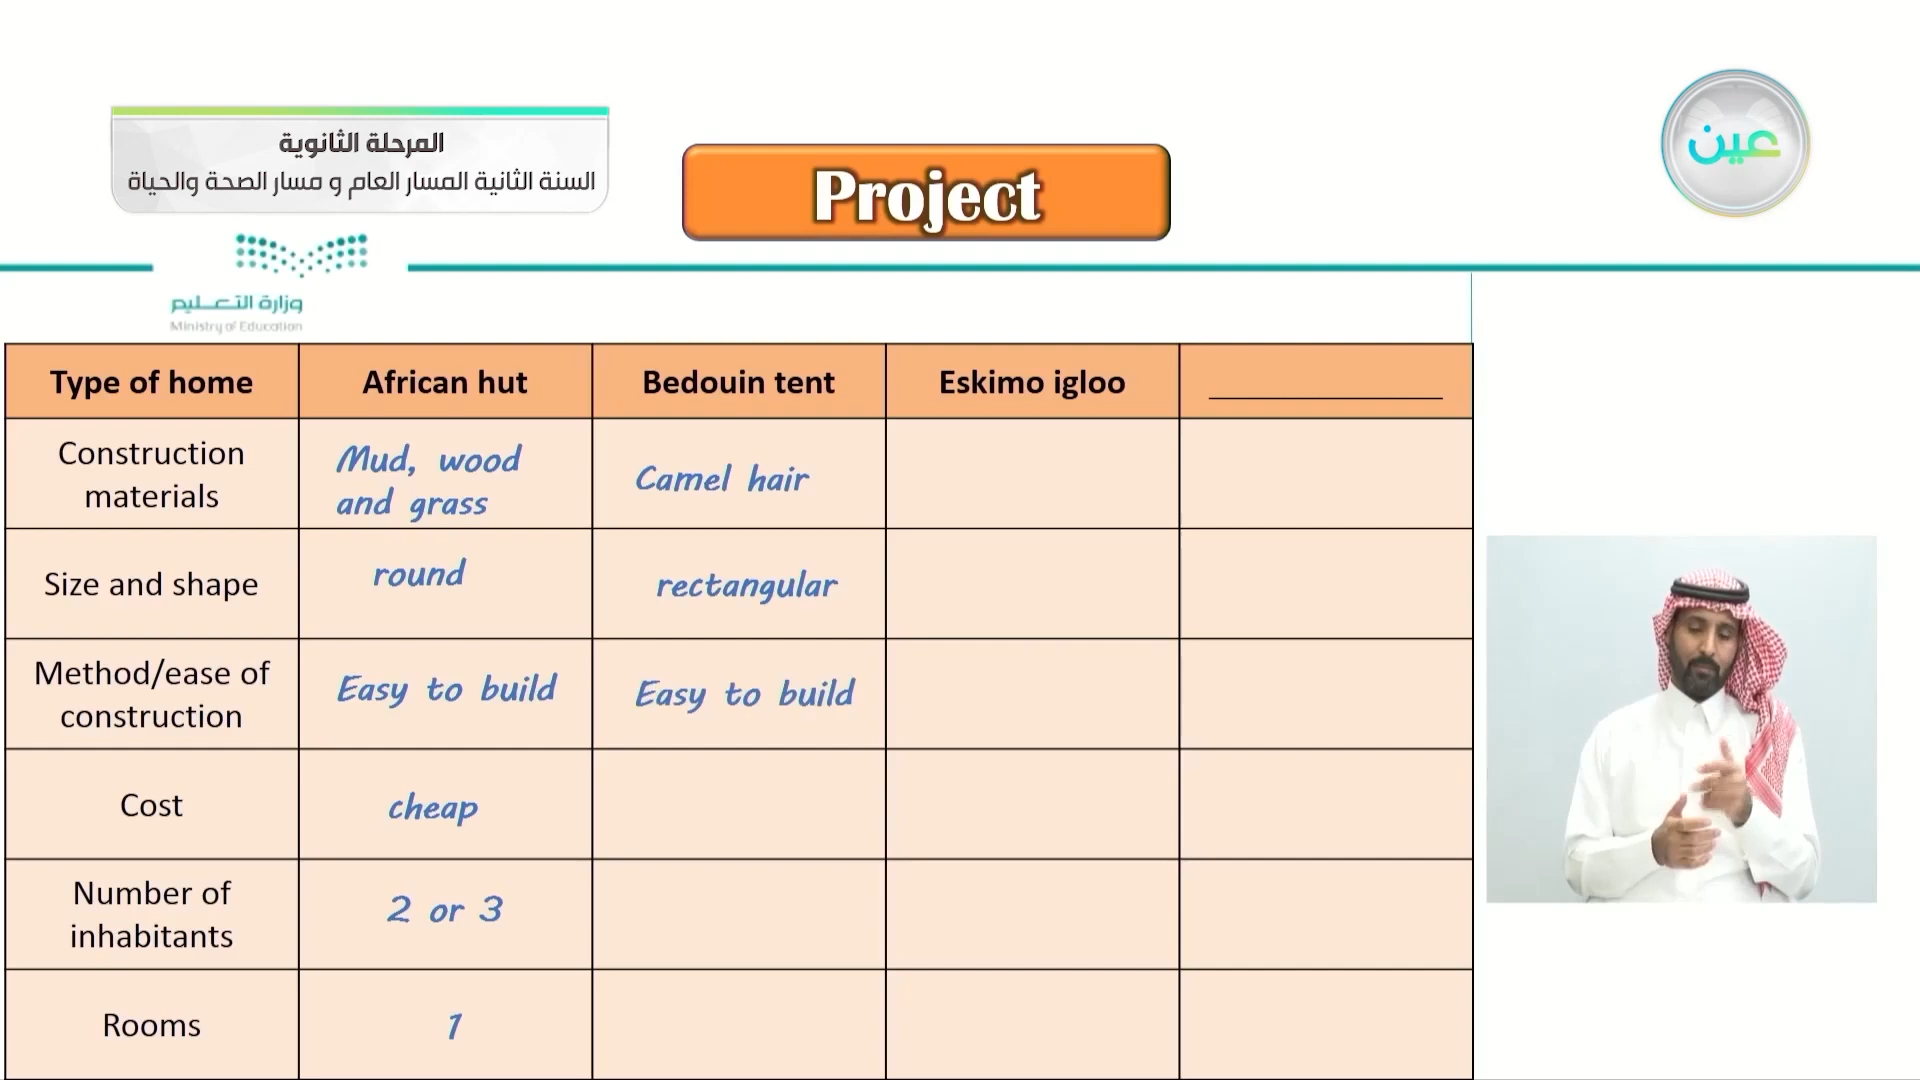 المرحلة الثانوية
السنة الثانية المسار العام و مسار الصحة والحياة
Project
عين
وزارة التعليم
Ministry of Education
Type of home
African hut
Bedouin tent
Eskimo igloo
Construction
materials
Mud, wood
and grass
Camel hair
Size and shape
round
rectangular
Method/ease of
construction
Easy to build
Easy to build
Cost
cheap
Number of
inhabitants
2 or 3
Rooms
1